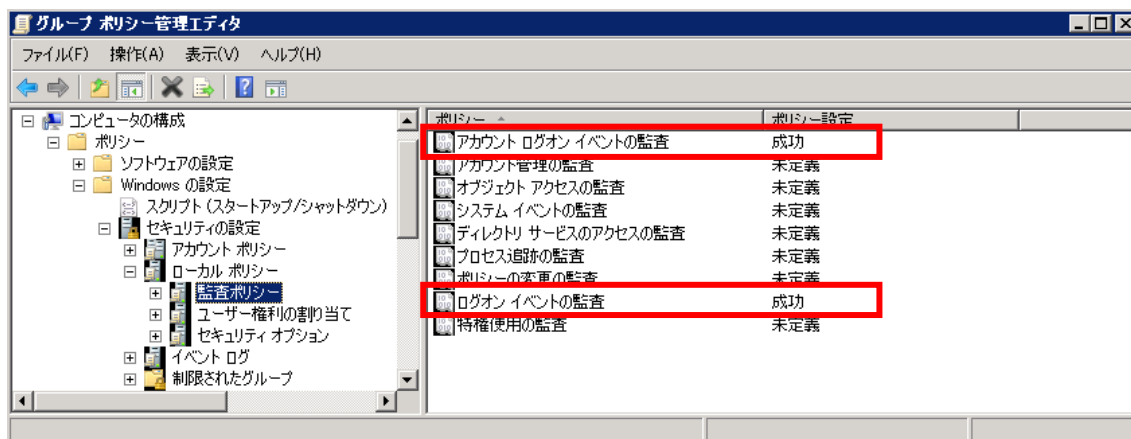 グループ ポリシー管理エディタ
ファイル(F) 操作(A) 表示(V) ヘルプ(H)
コンピュータの構成
ポリシー
ソフトウェアの設定
Windows の設定
スクリプト (スタートアップ/シャットダウン)
セキュリティの設定
アカウント ポリシー
ローカル ポリシー
監査ポリシー
ユーザー権利の割り当て
セキュリティ オプション
イベント ログ
制限されたグループ
ポリシー ポリシー設定
アカウント ログオン イベントの監査 成功
アカウント管理の監査 未定義
オブジェクト アクセスの監査 未定義
システム イベントの監査 未定義
ディレクトリ サービスのアクセスの監査 未定義
プロセス追跡の監査 未定義
ポリシーの変更の監査 未定義
ログオン イベントの監査 成功
特権使用の監査 未定義